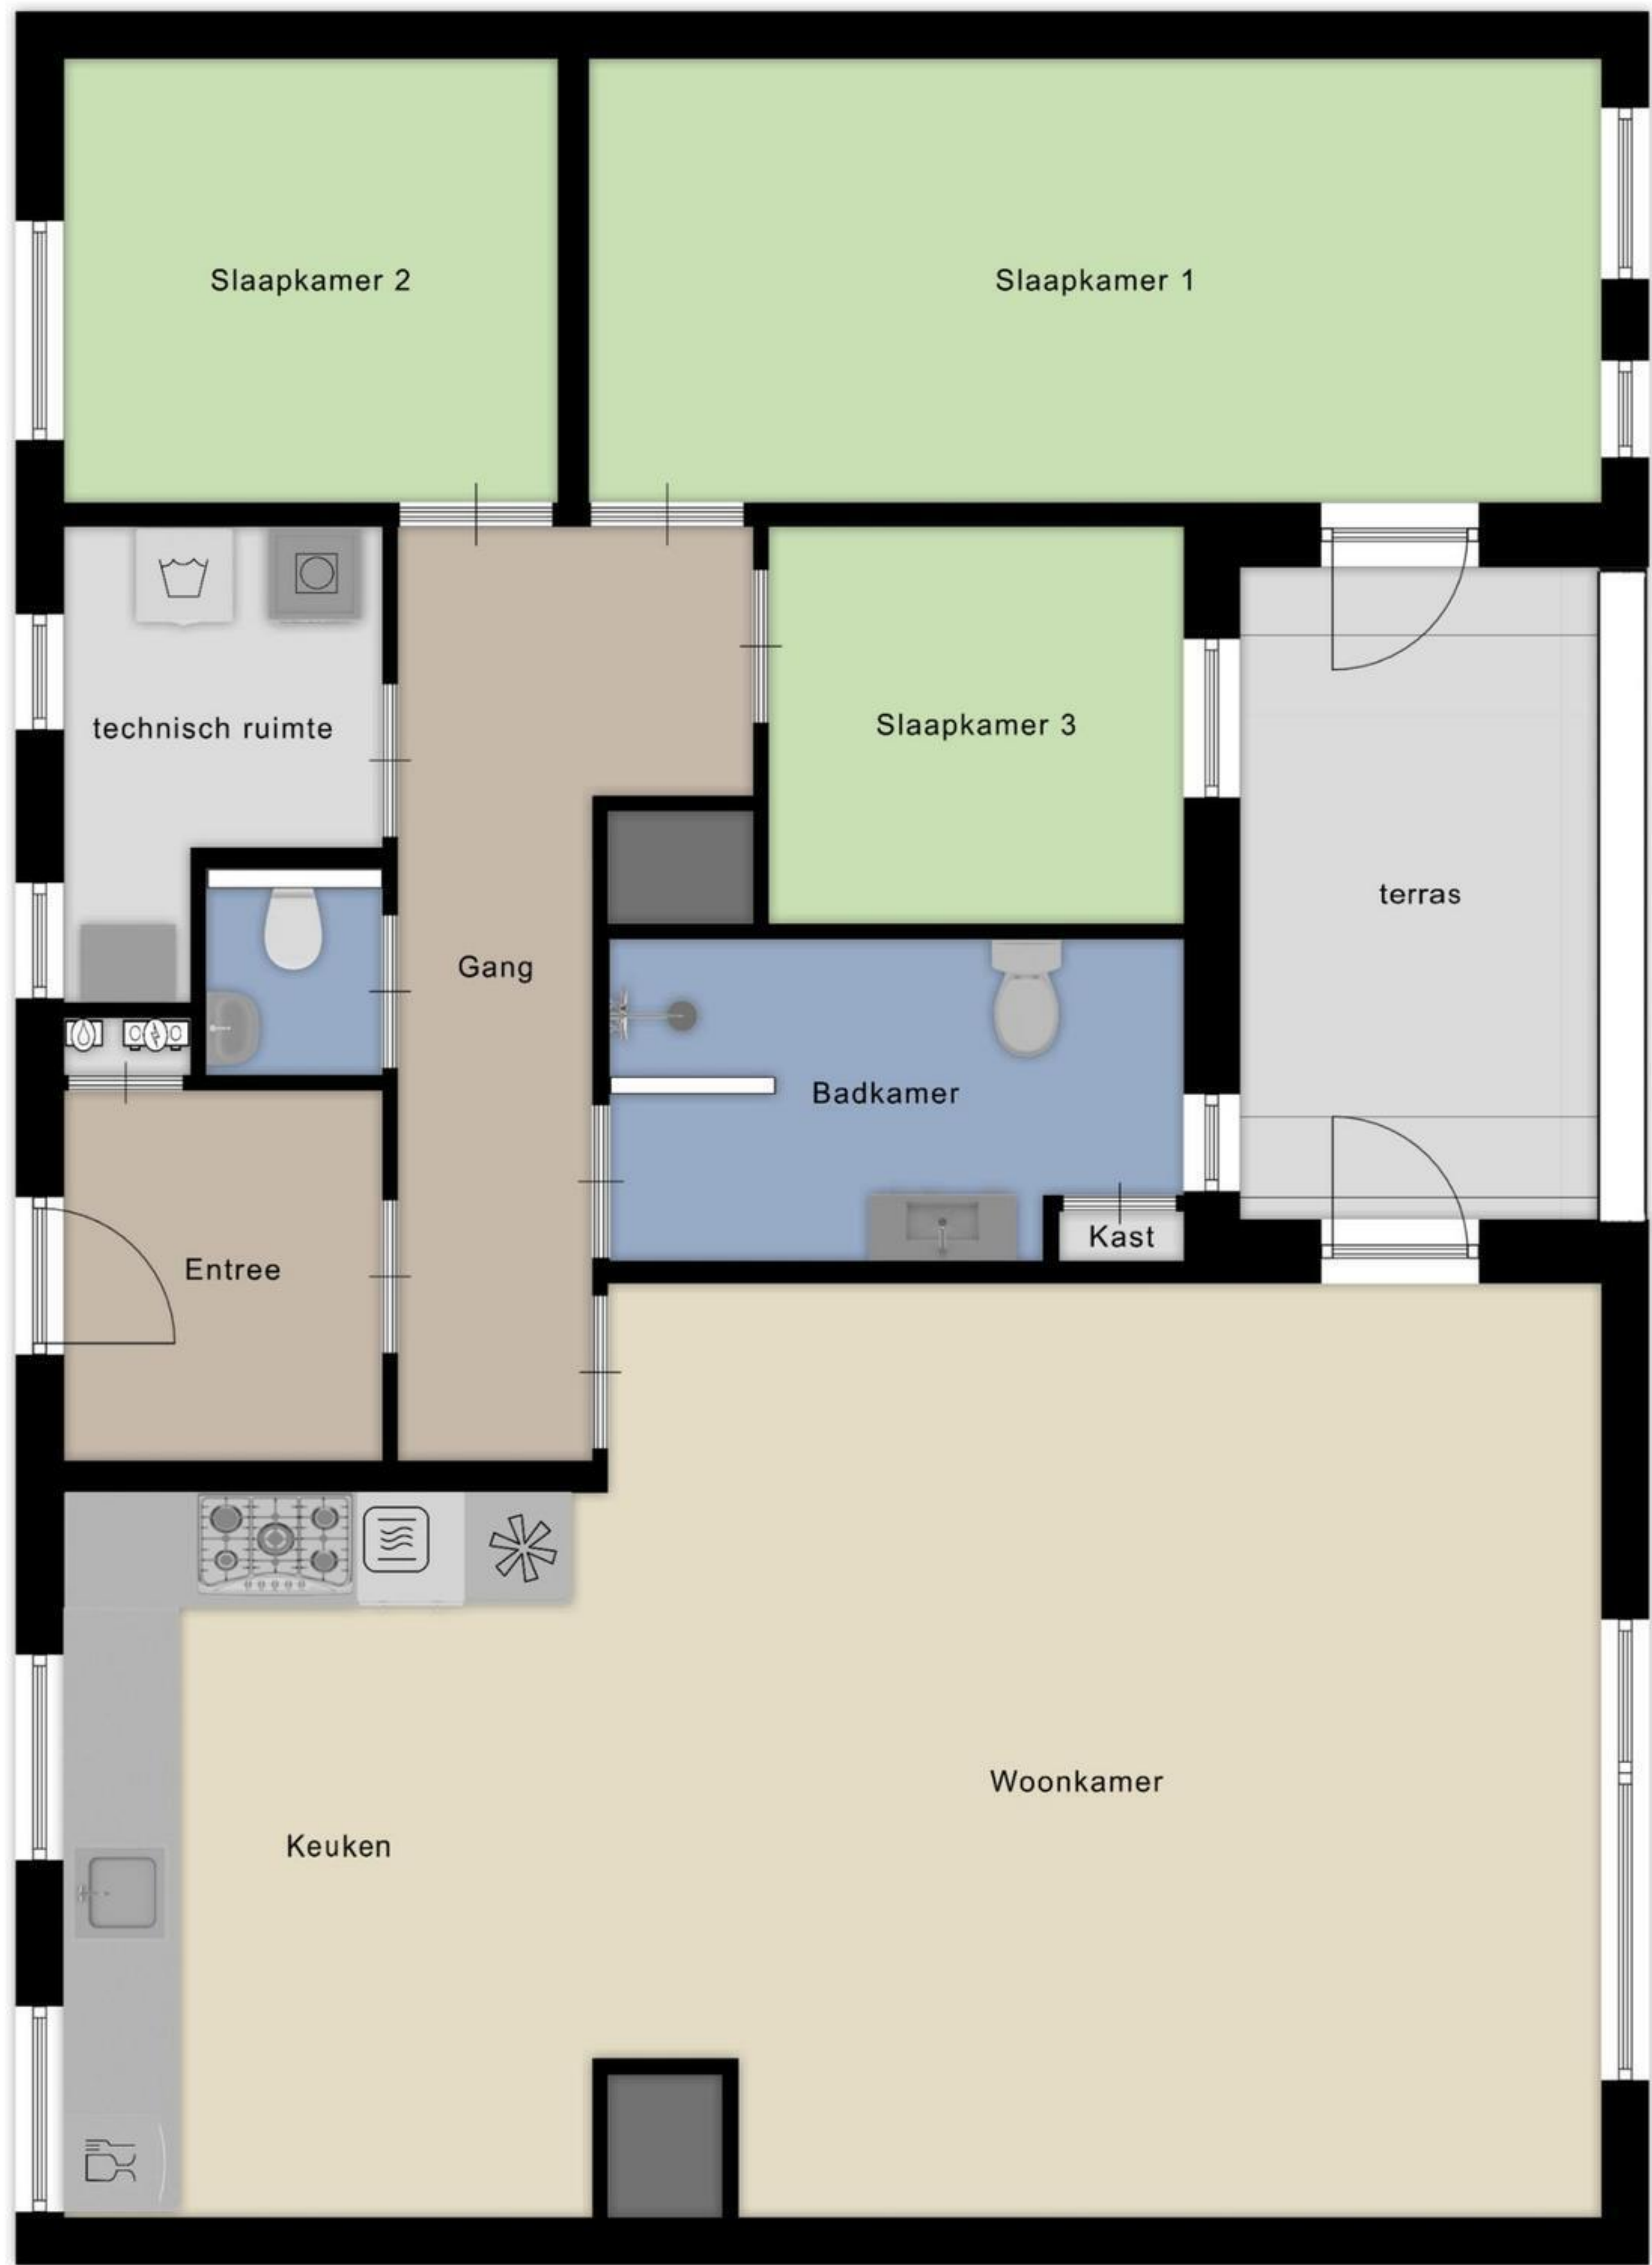 Slaapkamer 2
Slaapkamer 1
technisch ruimte
Slaapkamer 3
terras
Gang
Badkamer
Kast
Entree
Woonkamer
Keuken